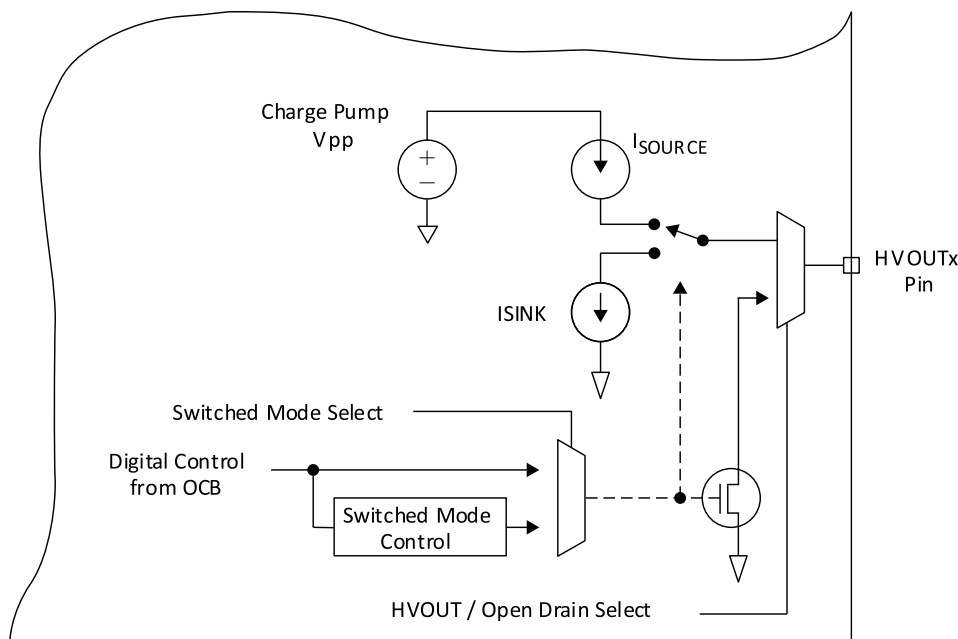 Charge Pump
Vpp
+
−
ISOURCE
HVOUTx
Pin
ISINK
Switched Mode Select
Digital Control
from OCB
Switched Mode
Control
HVOUT / Open Drain Select